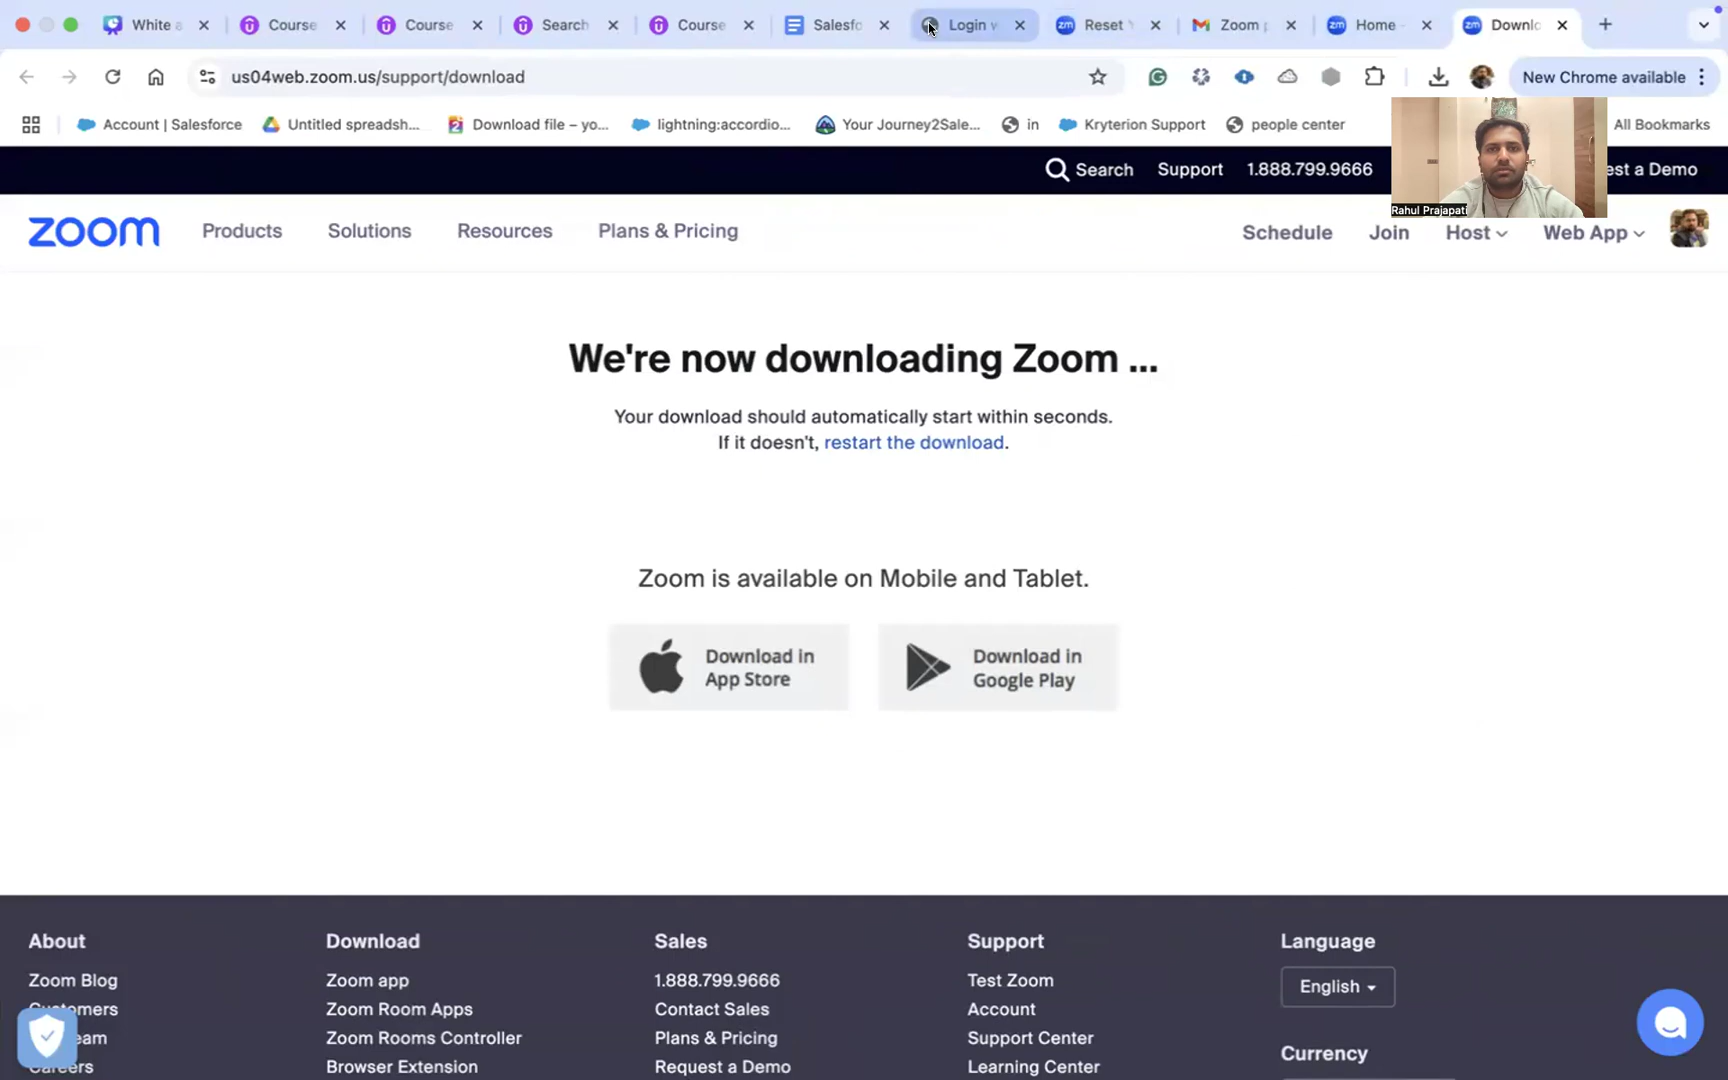 White a
Course
Course
Search
Course
Salesfo
Login v
Reset
Zoom p
Home -
Downlo
us04web.zoom.us/support/download
New Chrome available
Account | Salesforce
Untitled spreadsh...
Download file – yo...
lightning:accordio...
Your Journey2Sale...
in
Kryterion Support
people center
All Bookmarks
Search
Support
1.888.799.9666
est a Demo
Rahul Prajapati
zoom
Products
Solutions
Resources
Plans & Pricing
Schedule
Join
Host
Web App
We're now downloading Zoom ...
Your download should automatically start within seconds.
If it doesn't, restart the download.
Zoom is available on Mobile and Tablet.
Download in
App Store
Download in
Google Play
About
Download
Sales
Support
Language
Zoom Blog
Zoom app
1.888.799.9666
Test Zoom
English
Customers
Zoom Room Apps
Contact Sales
Account
eam
Zoom Rooms Controller
Plans & Pricing
Support Center
Currency
Careers
Browser Extension
Request a Demo
Learning Center